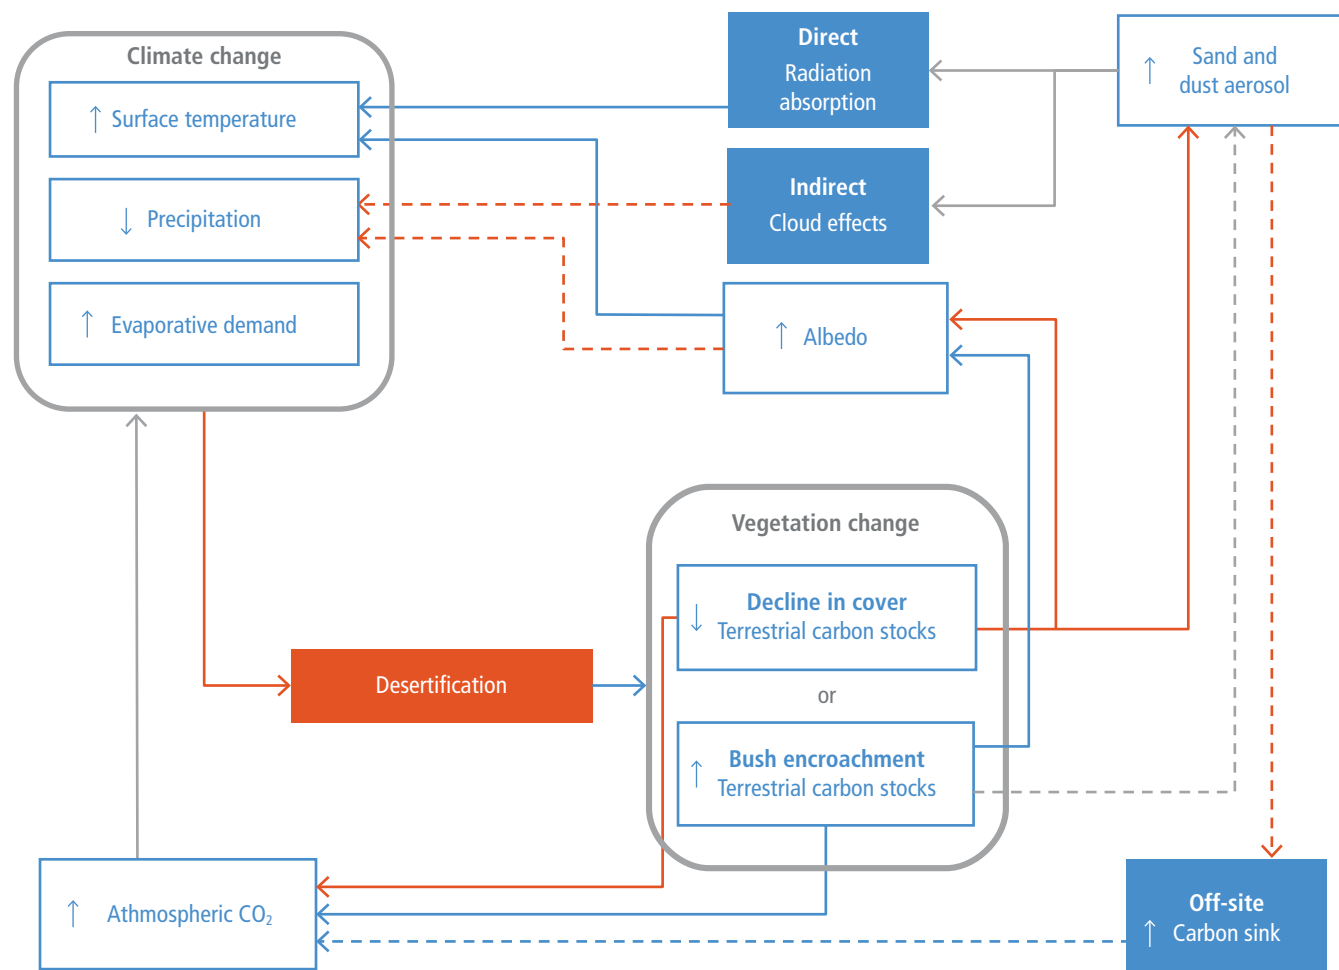 Climate change
↑ Surface temperature
↓ Precipitation
↑ Evaporative demand
Direct
Radiation
absorption
Indirect
Cloud effects
↑ Albedo
↑ Sand and
dust aerosol
Vegetation change
Decline in cover
↓ Terrestrial carbon stocks
or
Bush encroachment
↑ Terrestrial carbon stocks
Desertification
↑ Athmospheric CO₂
Off-site
↑ Carbon sink